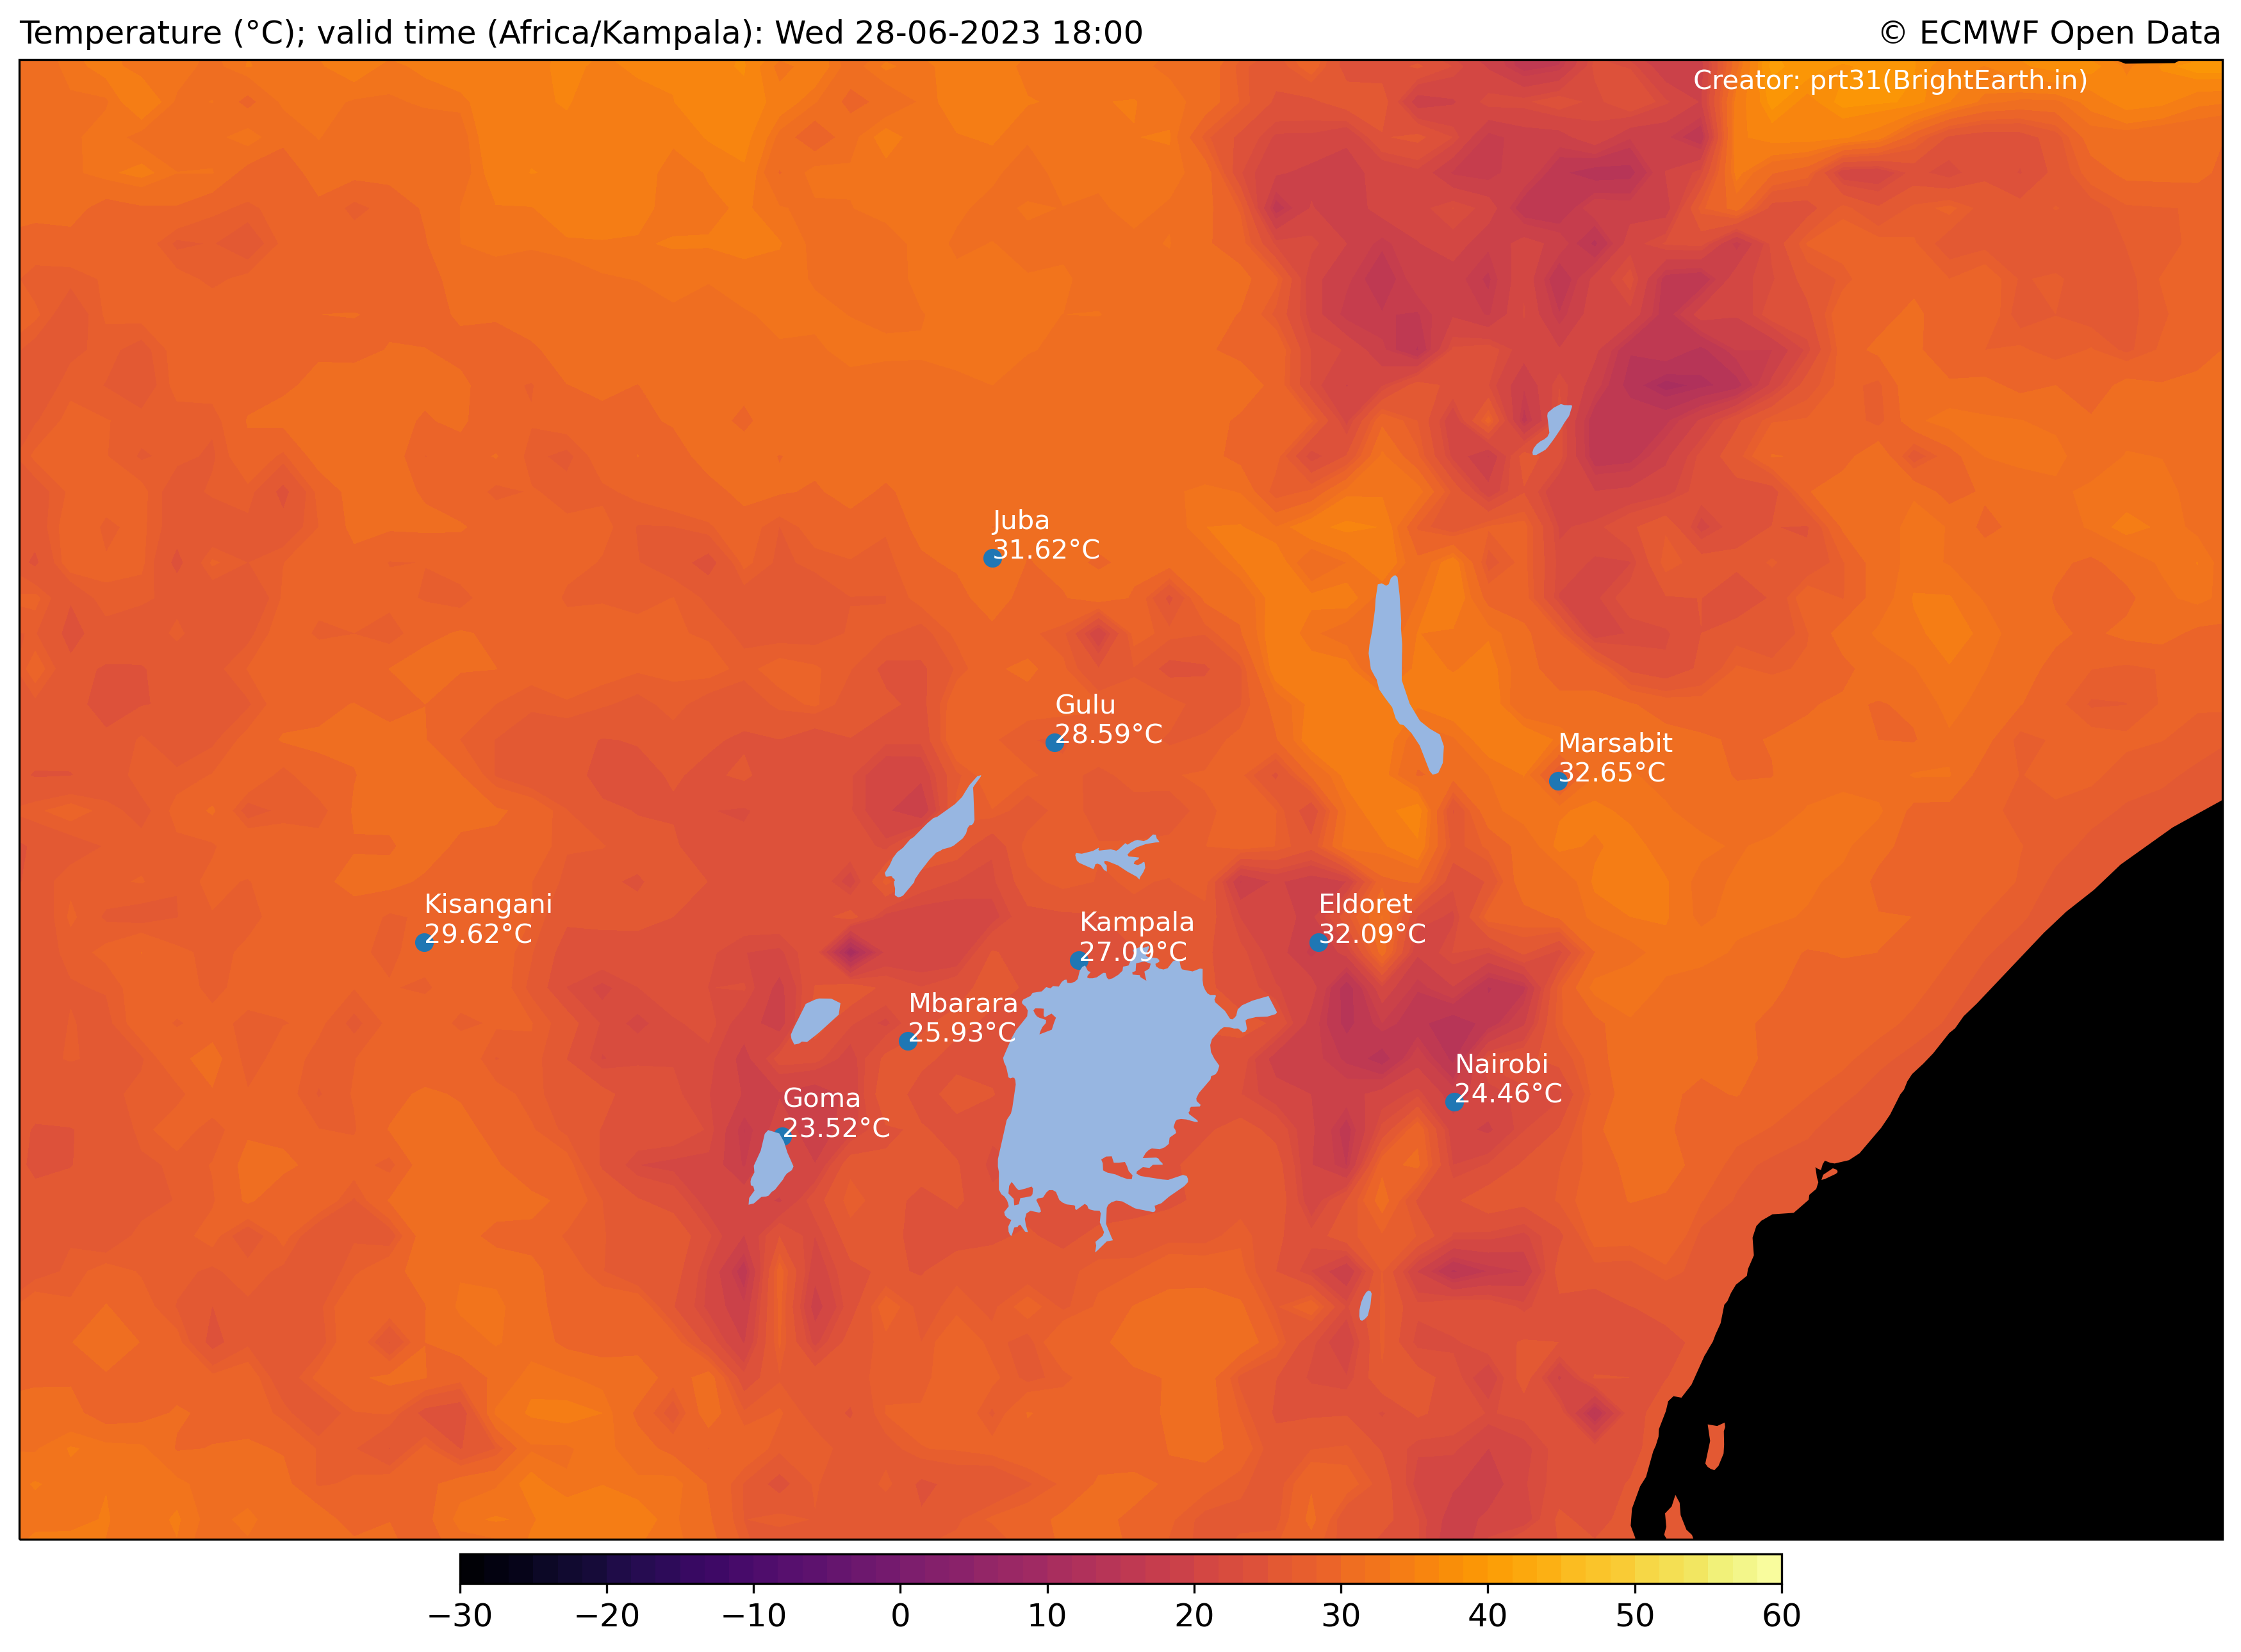 Temperature (°C); valid time (Africa/Kampala): Wed 28-06-2023 18:00
© ECMWF Open Data
Creator: prt31(BrightEarth.in)
Juba
31.62°C
Gulu
28.59°C
Marsabit
32.65°C
Kisangani
29.62°C
Eldoret
32.09°C
Kampala
27.09°C
Mbarara
25.93°C
Nairobi
24.46°C
Goma
23.52°C
−30 −20 −10 0 10 20 30 40 50 60